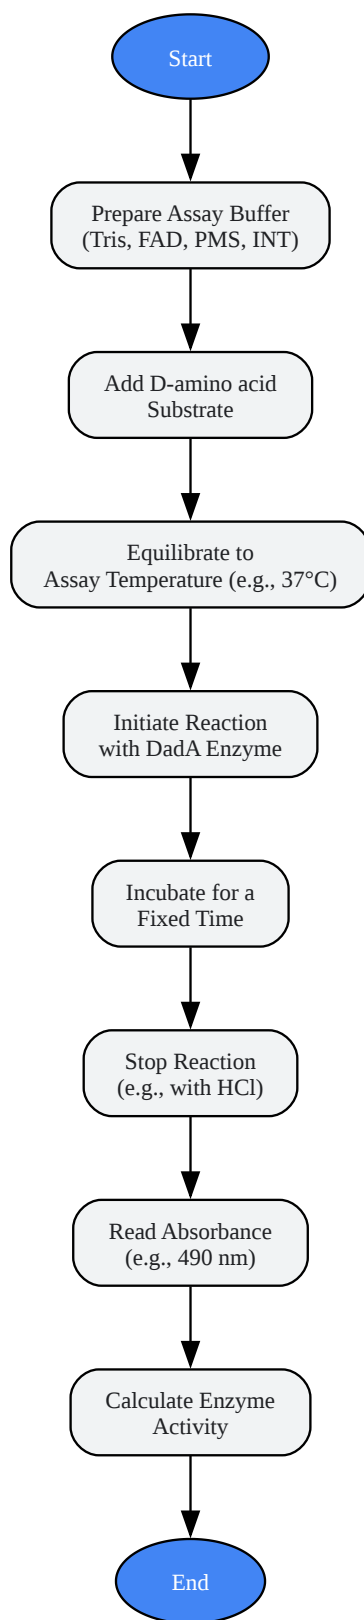 Start
Prepare Assay Buffer
(Tris, FAD, PMS, INT)
Add D-amino acid
Substrate
Equilibrate to
Assay Temperature (e.g., 37°C)
Initiate Reaction
with DadA Enzyme
Incubate for a
Fixed Time
Stop Reaction
(e.g., with HCl)
Read Absorbance
(e.g., 490 nm)
Calculate Enzyme
Activity
End